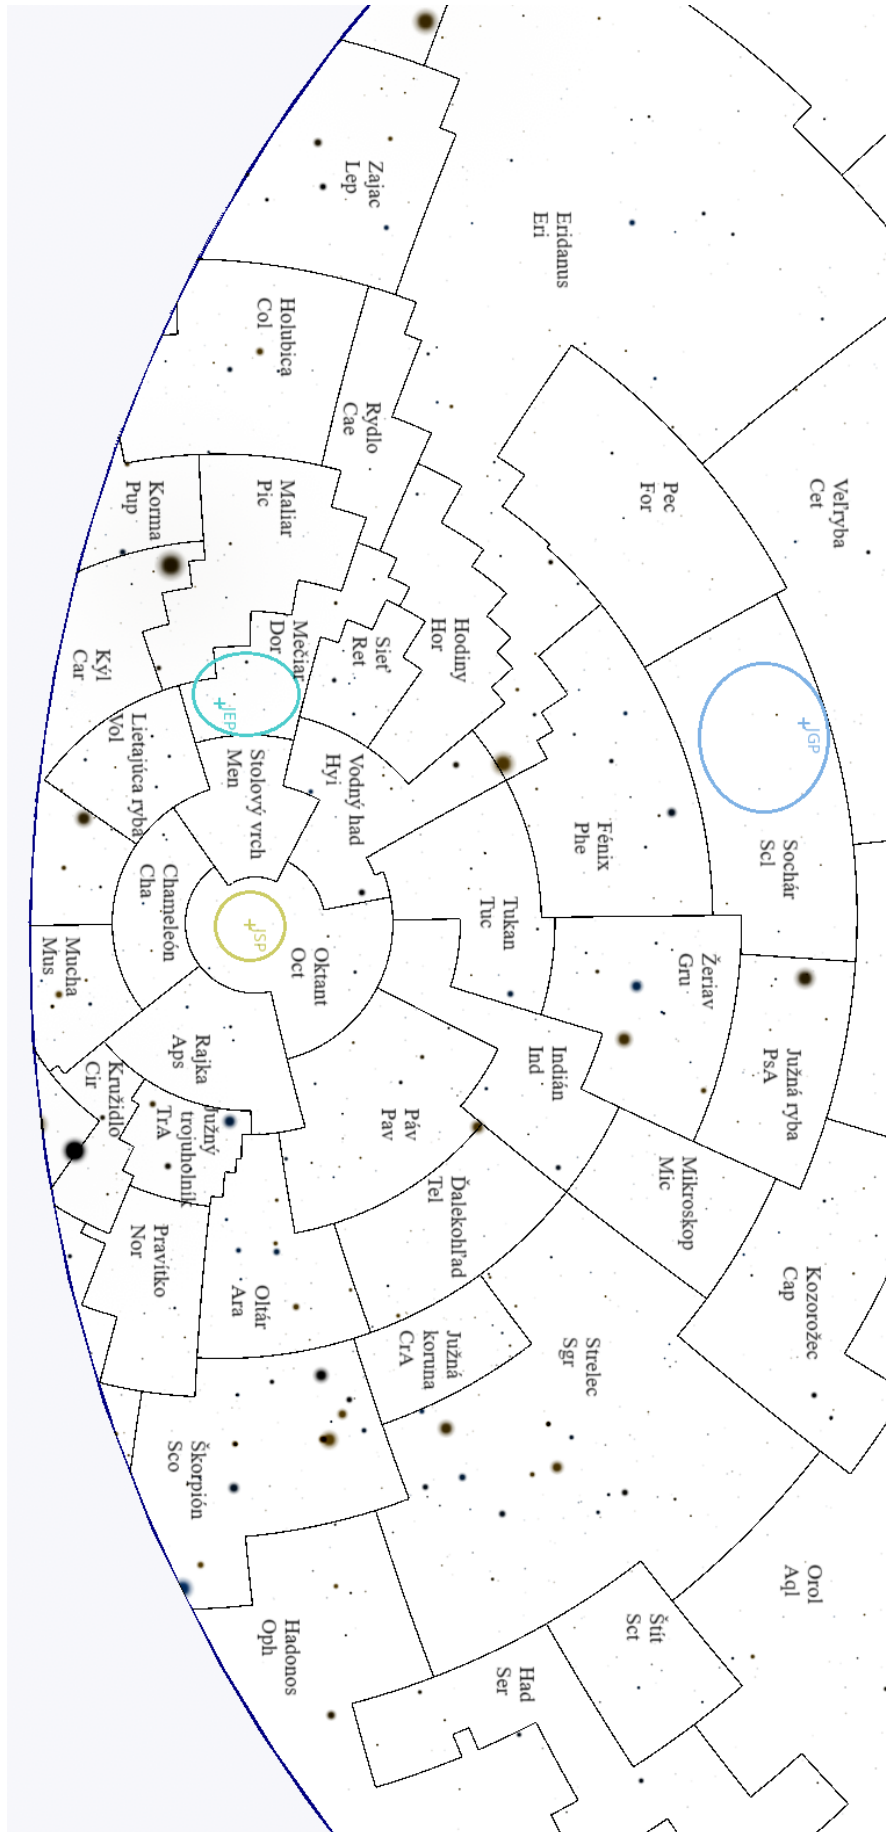 Zajac
Lep
Eridanus
Eri
Holubica
Col
Rydlo
Cae
Veľryba
Cet
Pec
For
Korma
Pup
Maliar
Pic
Kýl
Car
Mečiar
Dor
Sieť
Ret
Hodiny
Hor
JEP
JGP
Lietajúca ryba
Vol
Stolový vrch
Men
Vodný had
Hyi
Fénix
Phe
Sochár
Scl
Chameleón
Cha
JSP
Tukan
Tuc
Mucha
Mus
Oktant
Oct
Žeriav
Gru
Rajka
Aps
Indián
Ind
Južná ryba
PsA
Kružidlo
Cir
Južný
trojuholník
TrA
Páv
Pav
Ďalekohľad
Tel
Mikroskop
Mic
Pravítko
Nor
Oltár
Ara
Južná
koruna
CrA
Strelec
Sgr
Kozorožec
Cap
Škorpión
Sco
Orol
Aql
Hadonos
Oph
Štít
Sct
Had
Ser